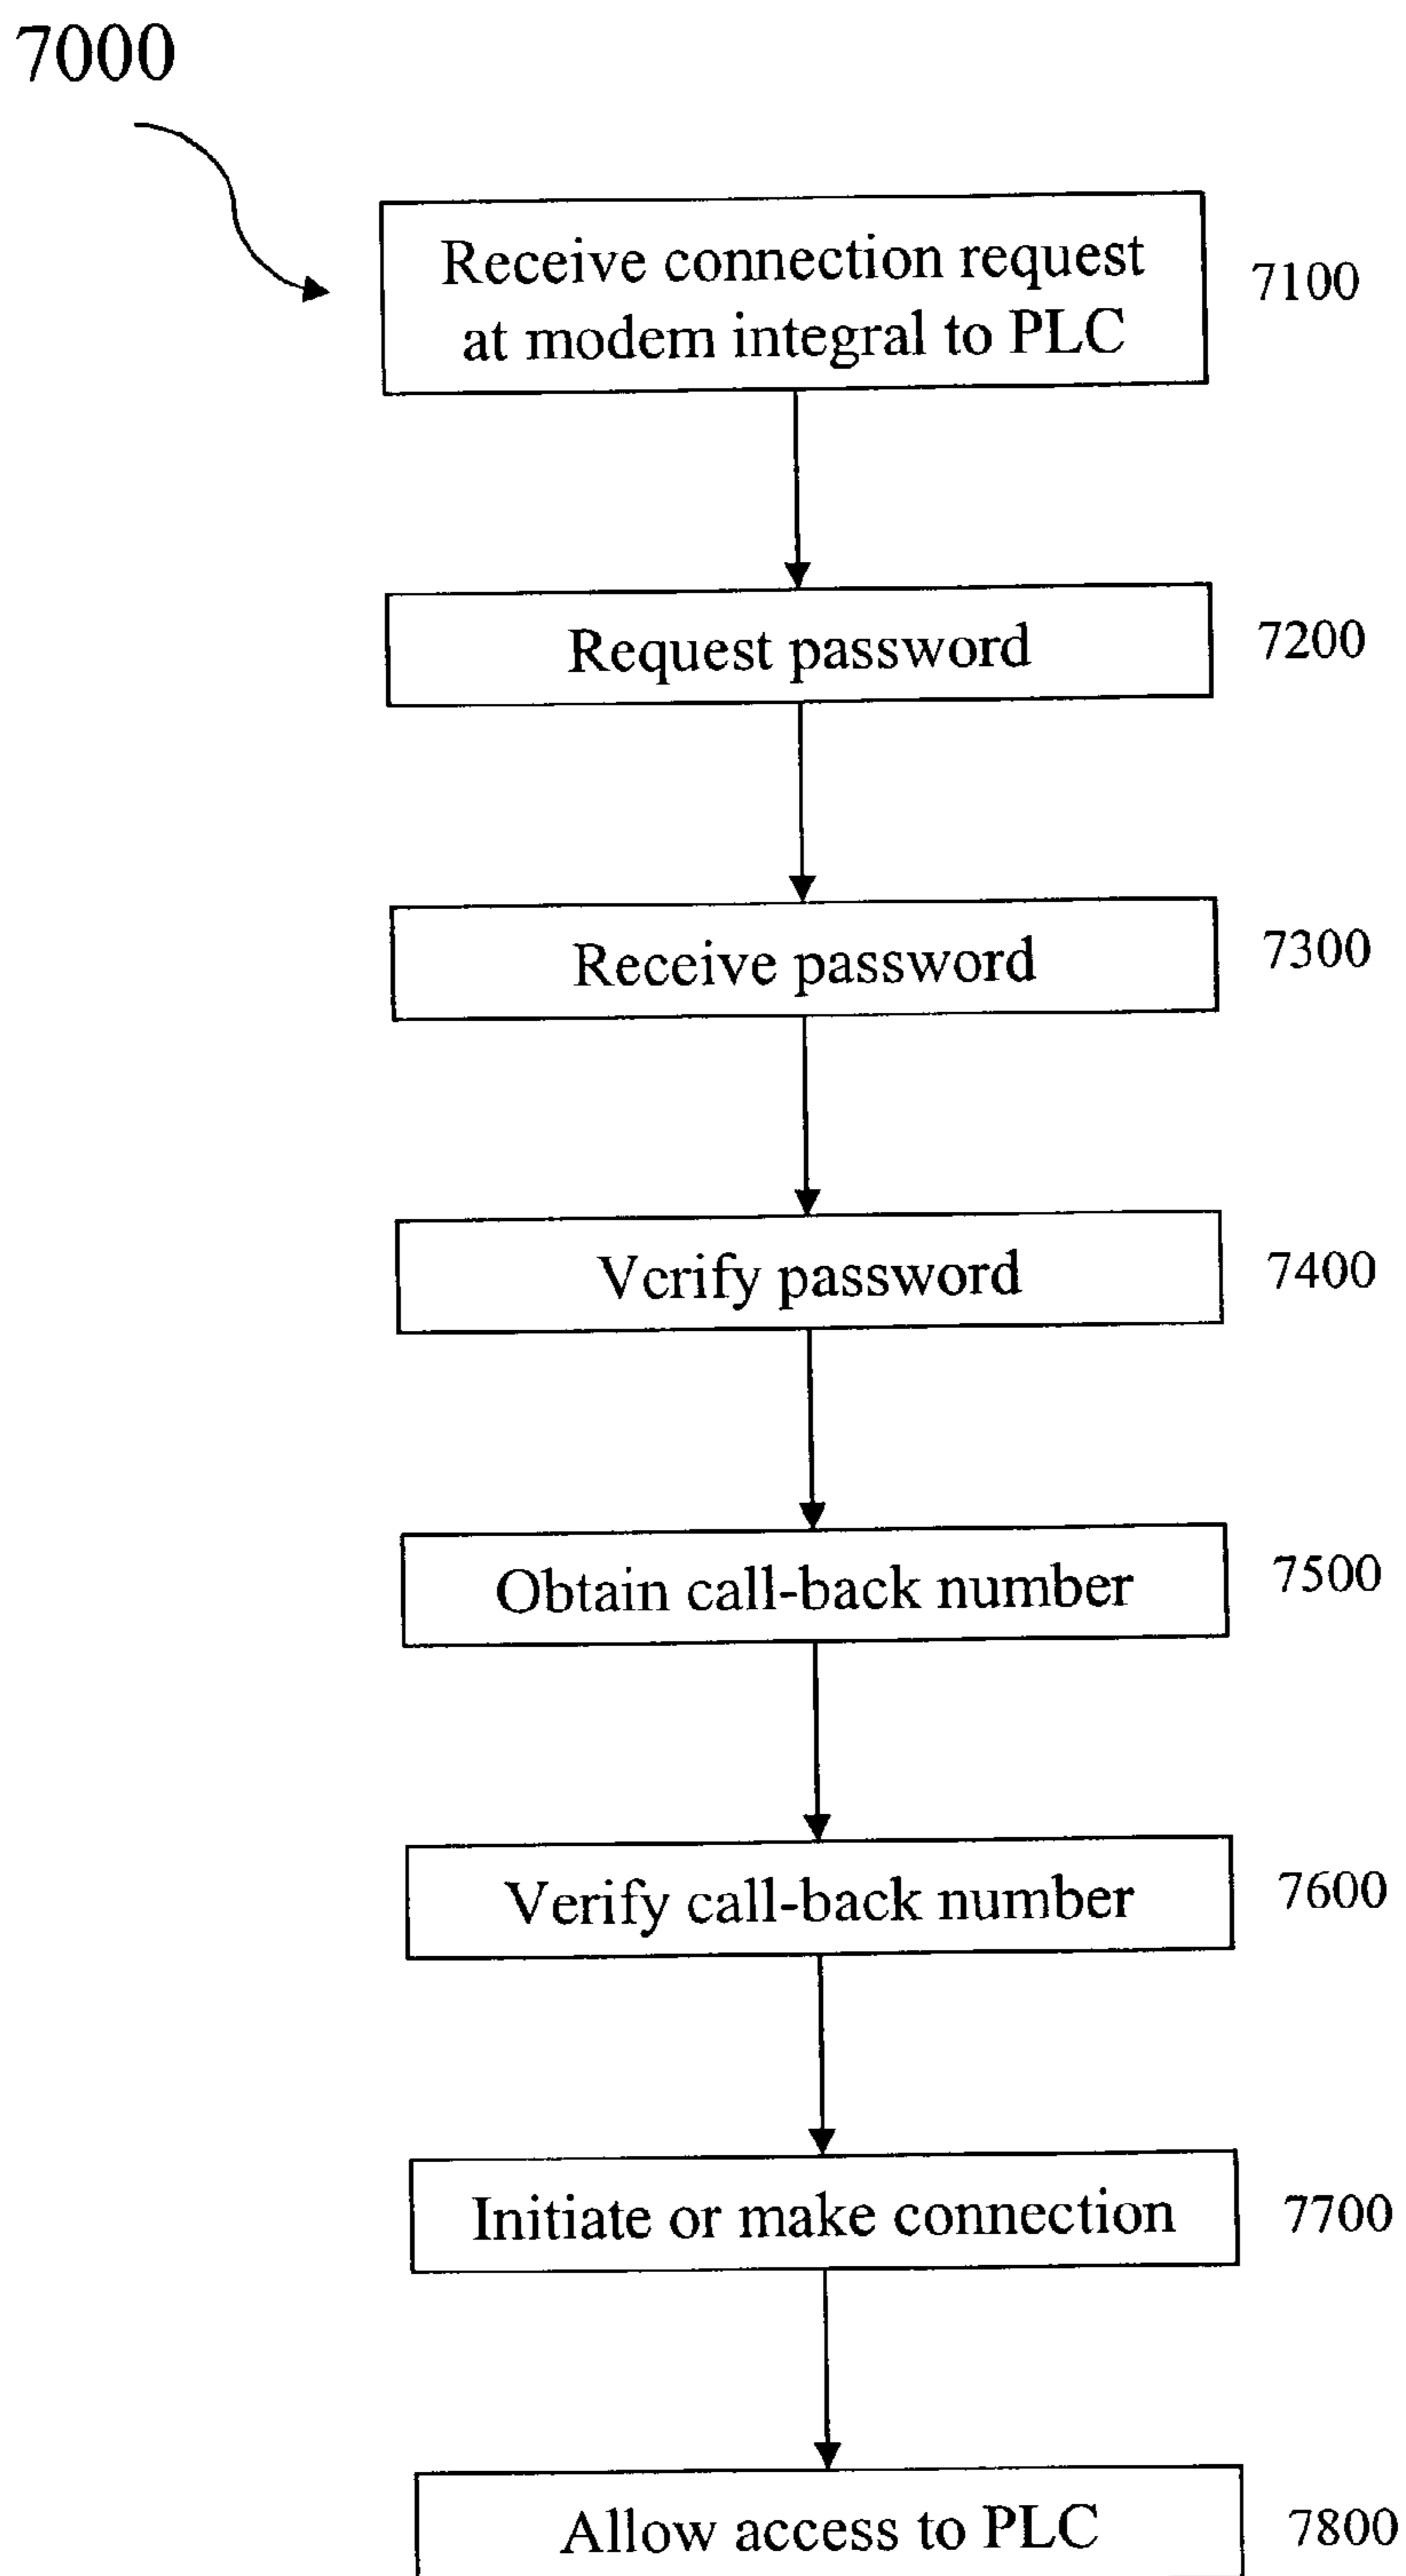 7000
Receive connection request
at modem integral to PLC
7100
Request password
7200
Receive password
7300
Verify password
7400
Obtain call-back number
7500
Verify call-back number
7600
Initiate or make connection
7700
Allow access to PLC
7800